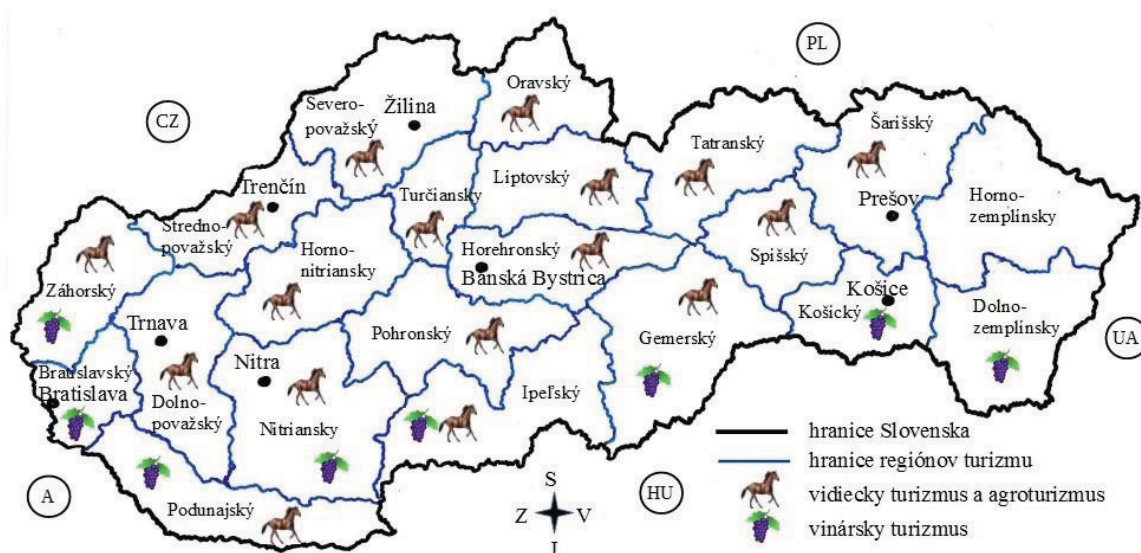 PL
CZ
Oravský
Severo-
považský
Žilina
Šarišský
Tatranský
Turčiansky
Liptovský
Trenčín
Stredno-
považský
Prešov
Horno-
zemplínsky
Horno-
nitriansky
Horehronský
Banská Bystrica
Spišský
Záhorský
Trnava
Košice
Košický
Dolno-
zemplínsky
UA
Pohronský
Gemerský
Nitra
Bratislavský
Bratislava
Dolno-
považský
Ipeľský
Nitriansky
Podunajský
A
HU
S
Z
V
J
hranice Slovenska
hranice regiónov turizmu
vidiecky turizmus a agroturizmus
vinársky turizmus